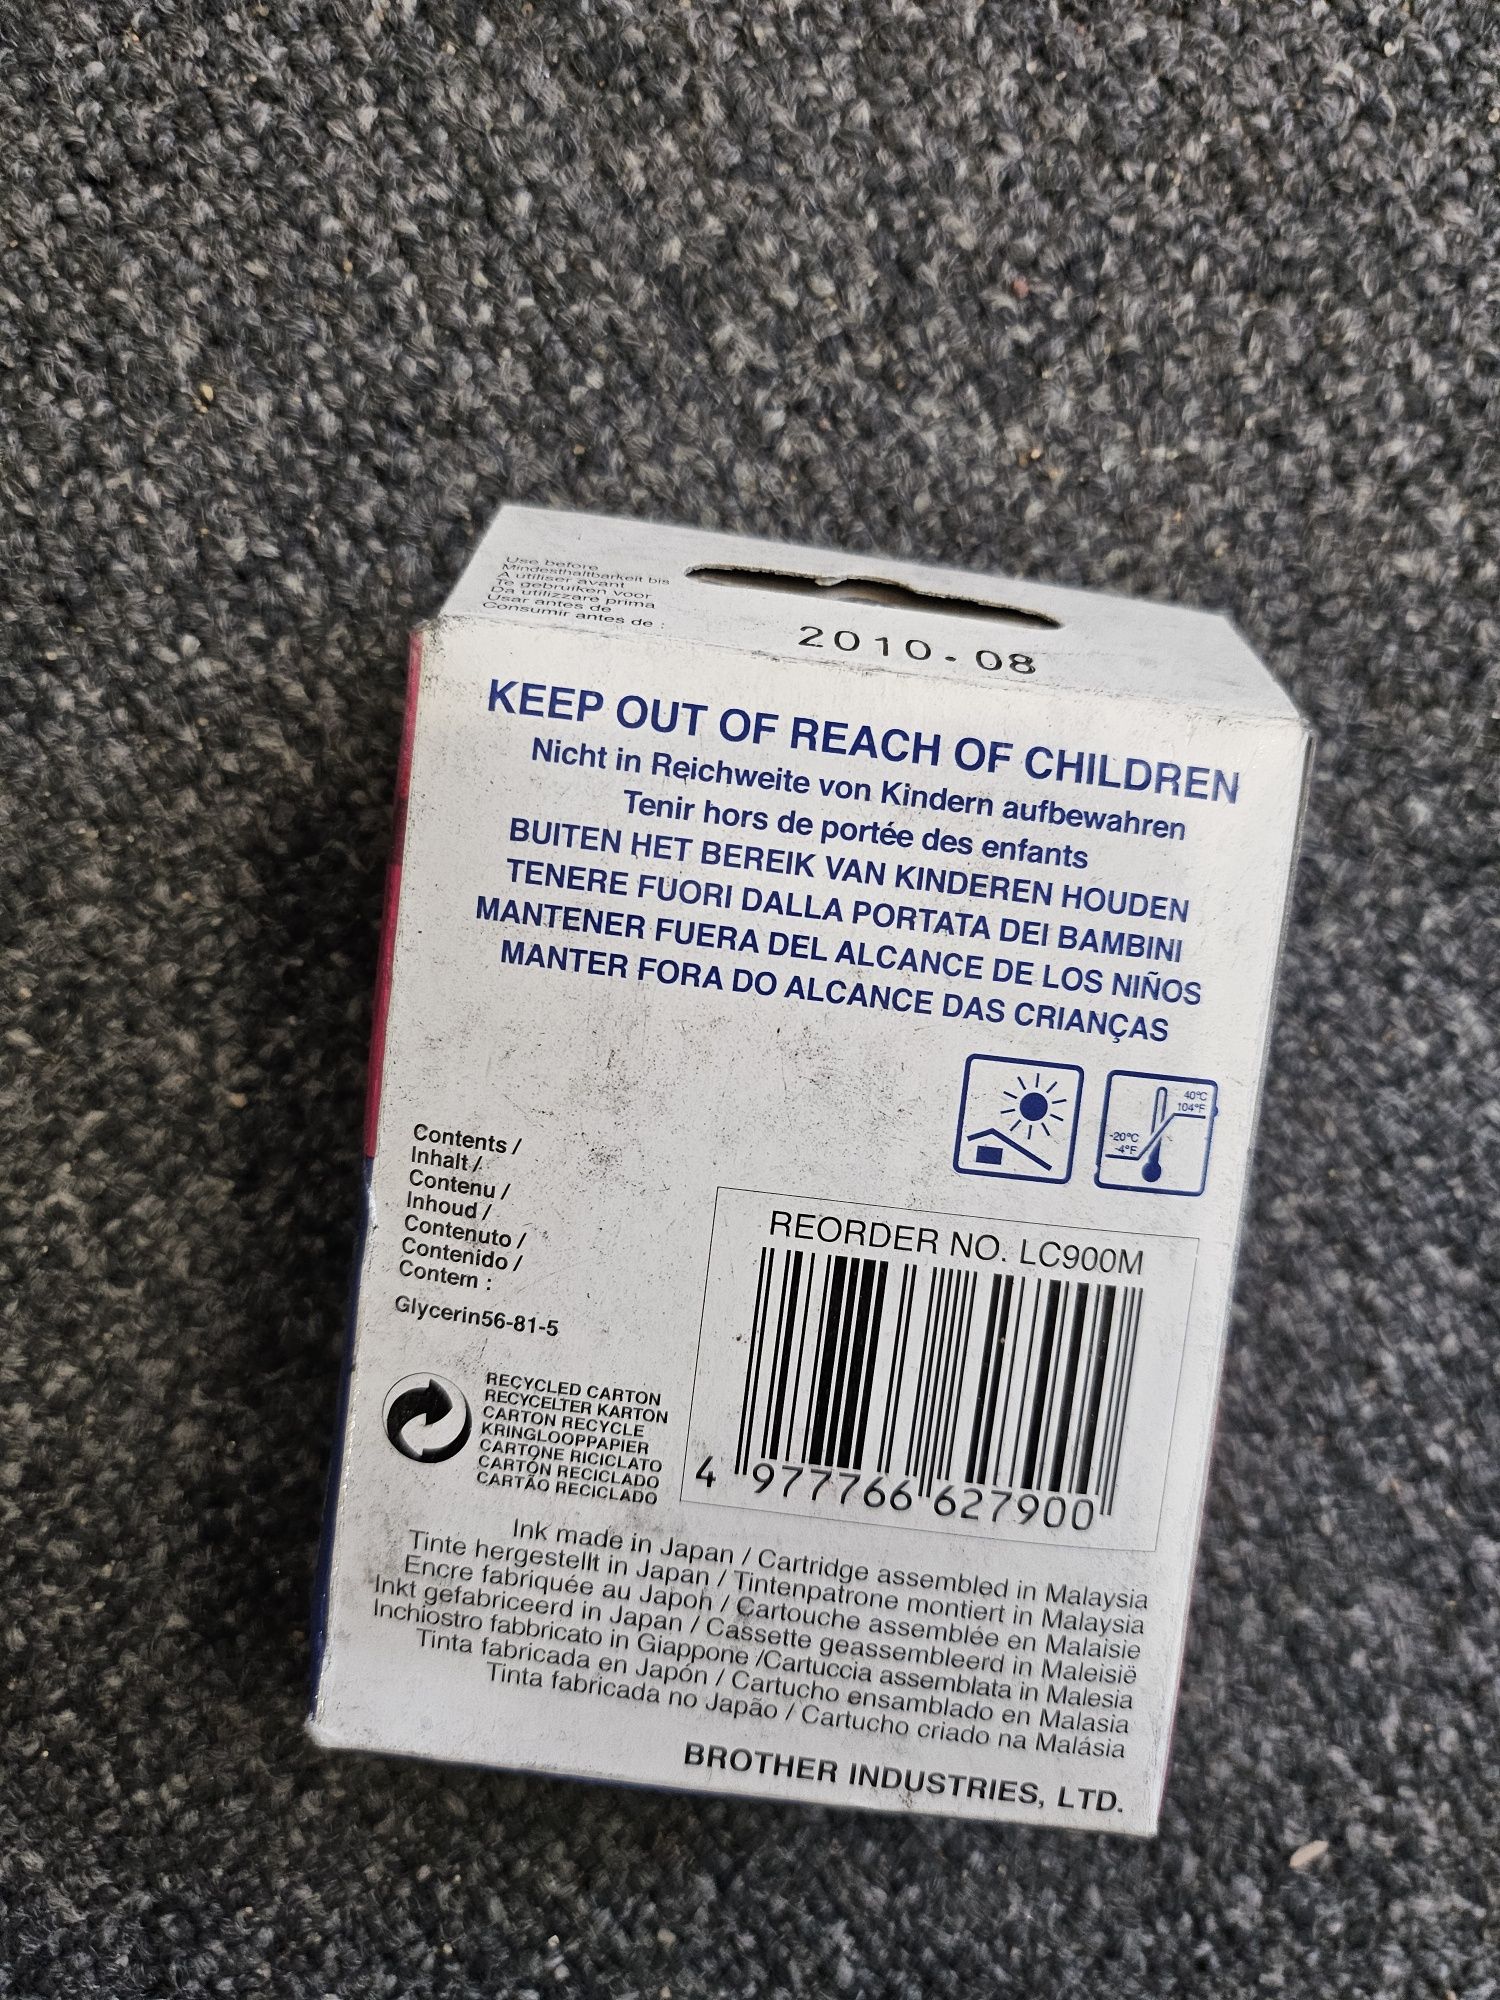 Use before
Mindesthaltbarkeit bis
A utiliser avant
Te gebruiken voor
Da utilizzare prima
Usar antes de
Consumir antes de :
2010-08
KEEP OUT OF REACH OF CHILDREN
Nicht in Reichweite von Kindern aufbewahren
Tenir hors de portée des enfants
BUITEN HET BEREIK VAN KINDEREN HOUDEN
TENERE FUORI DALLA PORTATA DEI BAMBINI
MANTENER FUERA DEL ALCANCE DE LOS NIÑOS
MANTER FORA DO ALCANCE DAS CRIANÇAS
40°C
104°F
-20°C
-4°F
Contents /
Inhalt /
Contenu /
Inhoud /
Contenuto /
Contenido /
Contem :
Glycerin56-81-5
REORDER NO. LC900M
4 977766 627900
RECYCLED CARTON
RECYCELTER KARTON
CARTON RECYCLE
KRINGLOOPPAPIER
CARTONE RICICLATO
CARTÓN RECICLADO
CARTÃO RECICLADO
Ink made in Japan / Cartridge assembled in Malaysia
Tinte hergestellt in Japan / Tintenpatrone montiert in Malaysia
Encre fabriquée au Japoh / Cartouche assemblée en Malaisie
Inkt gefabriceerd in Japan / Cassette geassembleerd in Maleisië
Inchiostro fabbricato in Giappone /Cartuccia assemblata in Malesia
Tinta fabricada en Japón / Cartucho ensamblado en Malasia
Tinta fabricada no Japão / Cartucho criado na Malásia
BROTHER INDUSTRIES, LTD.